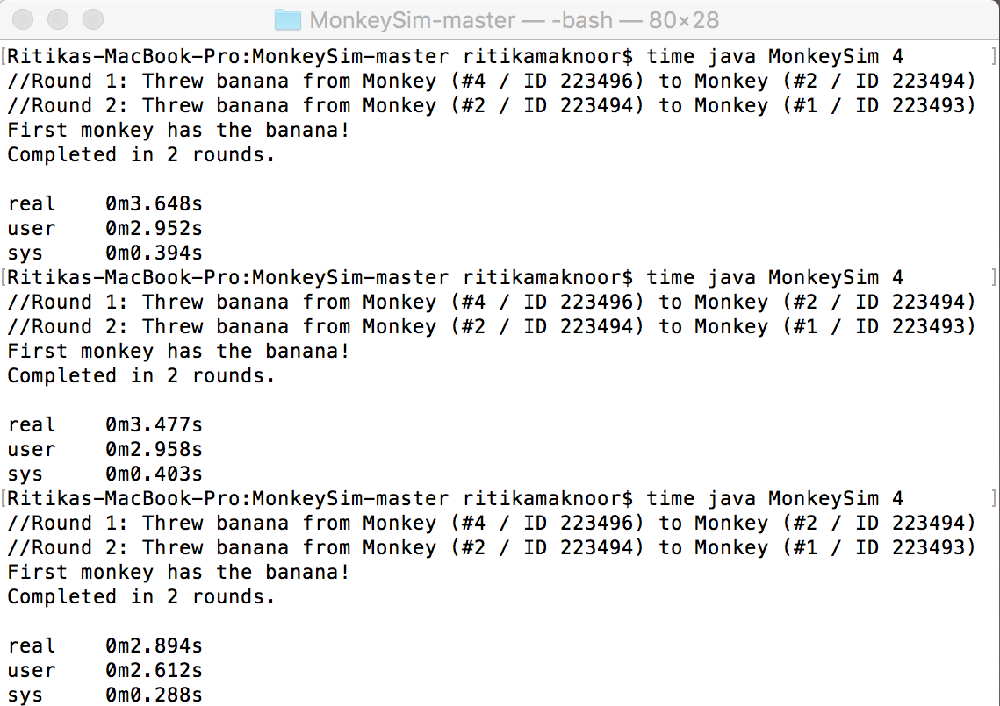 MonkeySim-master — -bash — 80×28
[Ritikas-MacBook-Pro:MonkeySim-master ritikamaknoor$ time java MonkeySim 4 ]
//Round 1: Threw banana from Monkey (#4 / ID 223496) to Monkey (#2 / ID 223494)
//Round 2: Threw banana from Monkey (#2 / ID 223494) to Monkey (#1 / ID 223493)
First monkey has the banana!
Completed in 2 rounds.
real 0m3.648s
user 0m2.952s
sys 0m0.394s
[Ritikas-MacBook-Pro:MonkeySim-master ritikamaknoor$ time java MonkeySim 4 ]
//Round 1: Threw banana from Monkey (#4 / ID 223496) to Monkey (#2 / ID 223494)
//Round 2: Threw banana from Monkey (#2 / ID 223494) to Monkey (#1 / ID 223493)
First monkey has the banana!
Completed in 2 rounds.
real 0m3.477s
user 0m2.958s
sys 0m0.403s
[Ritikas-MacBook-Pro:MonkeySim-master ritikamaknoor$ time java MonkeySim 4 ]
//Round 1: Threw banana from Monkey (#4 / ID 223496) to Monkey (#2 / ID 223494)
//Round 2: Threw banana from Monkey (#2 / ID 223494) to Monkey (#1 / ID 223493)
First monkey has the banana!
Completed in 2 rounds.
real 0m2.894s
user 0m2.612s
sys 0m0.288s